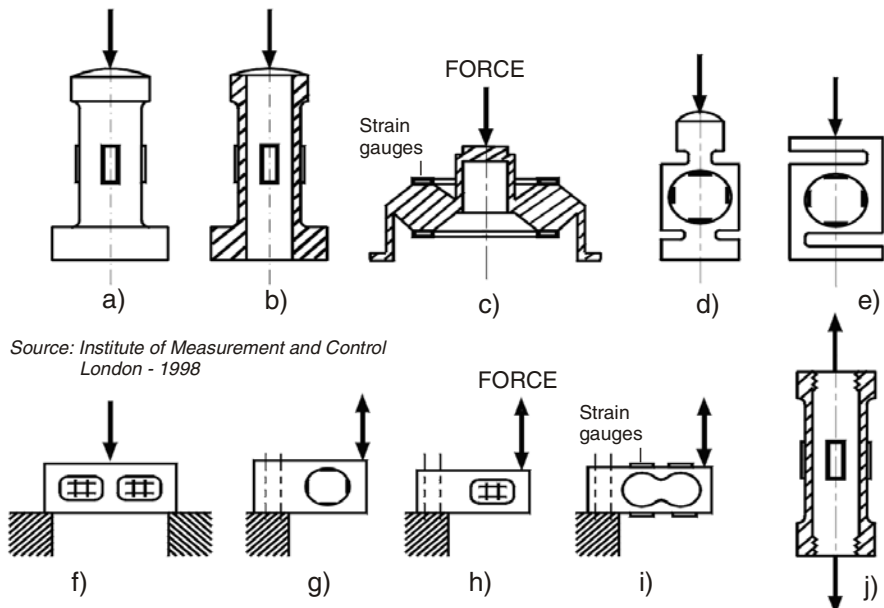 FORCE
Strain
gauges
a)
b)
c)
d)
e)
Source: Institute of Measurement and Control
London - 1998
FORCE
Strain
gauges
f)
g)
h)
i)
j)